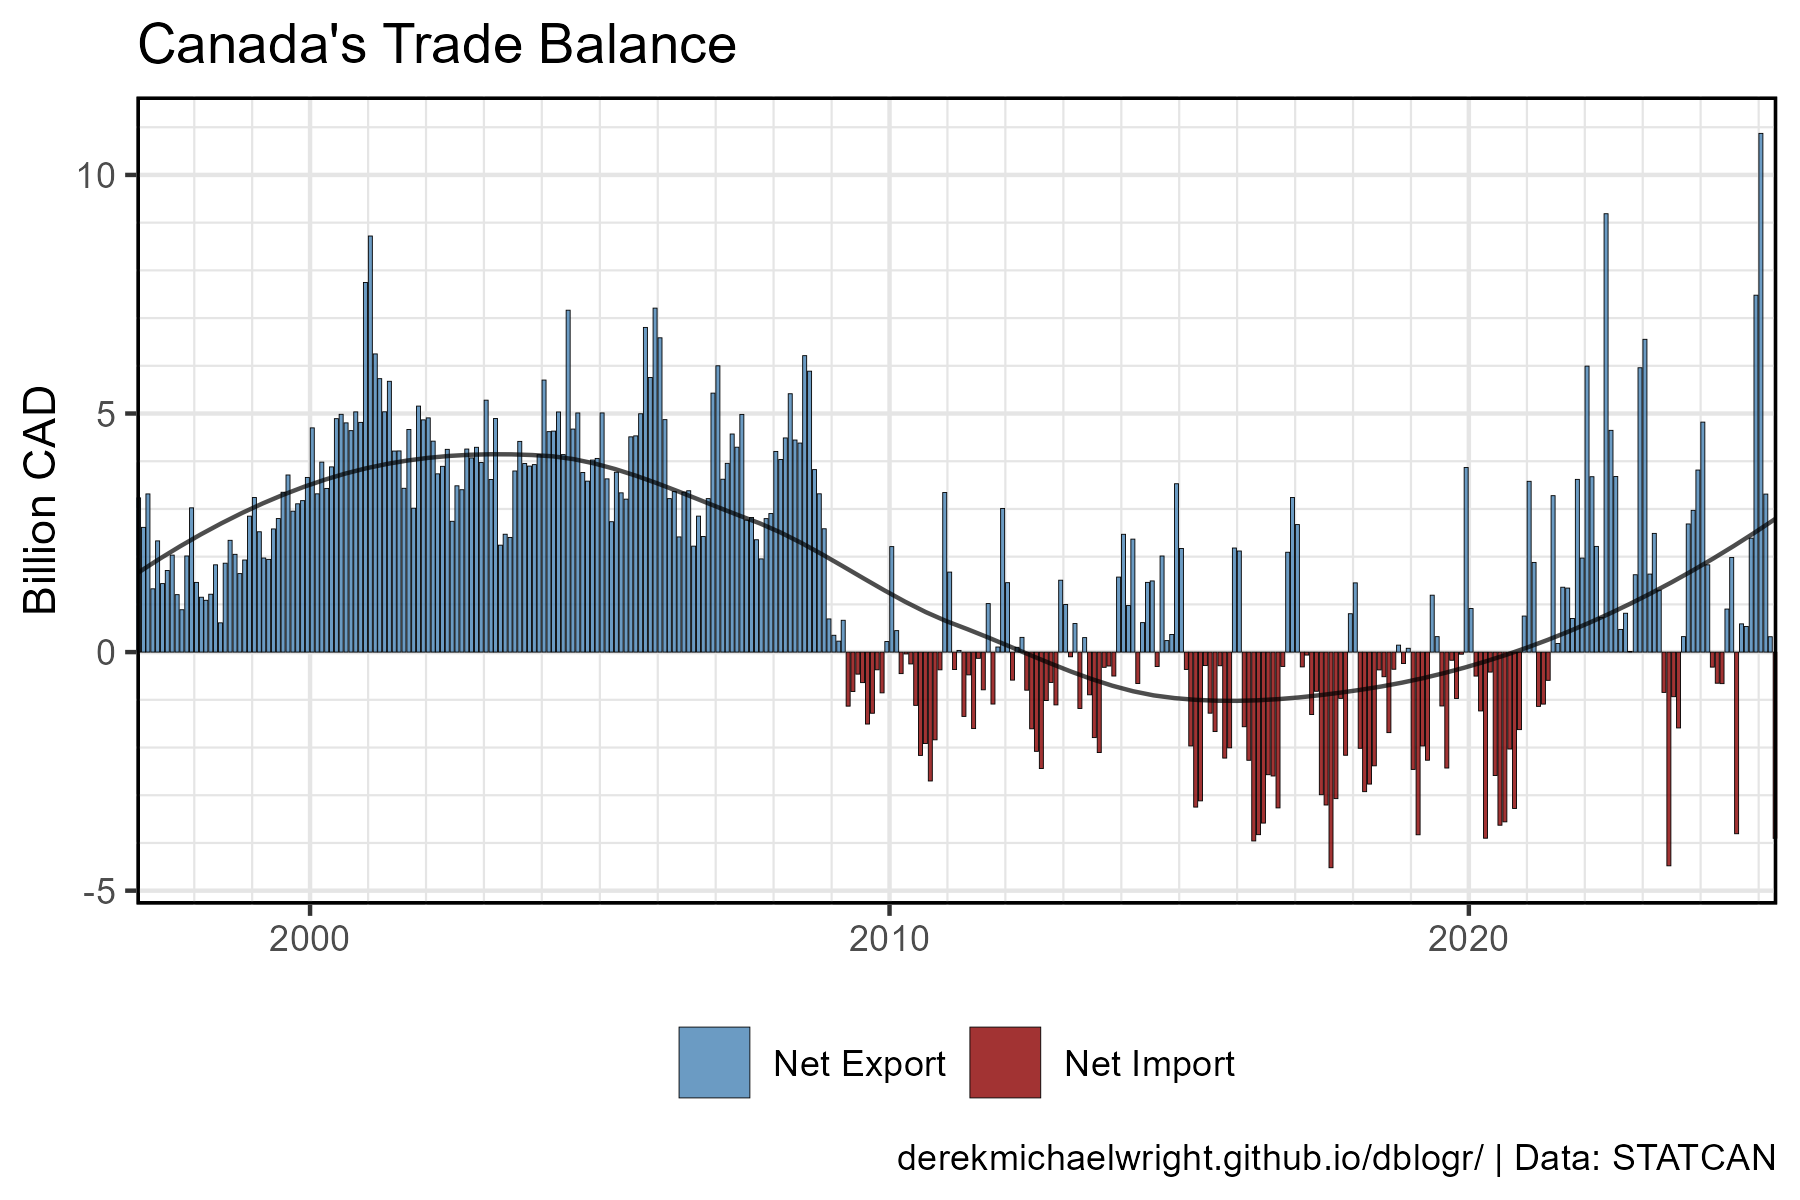 Canada's Trade Balance
Billion CAD
10
5
0
-5
2000
2010
2020
Net Export
Net Import
derekmichaelwright.github.io/dblogr/ | Data: STATCAN